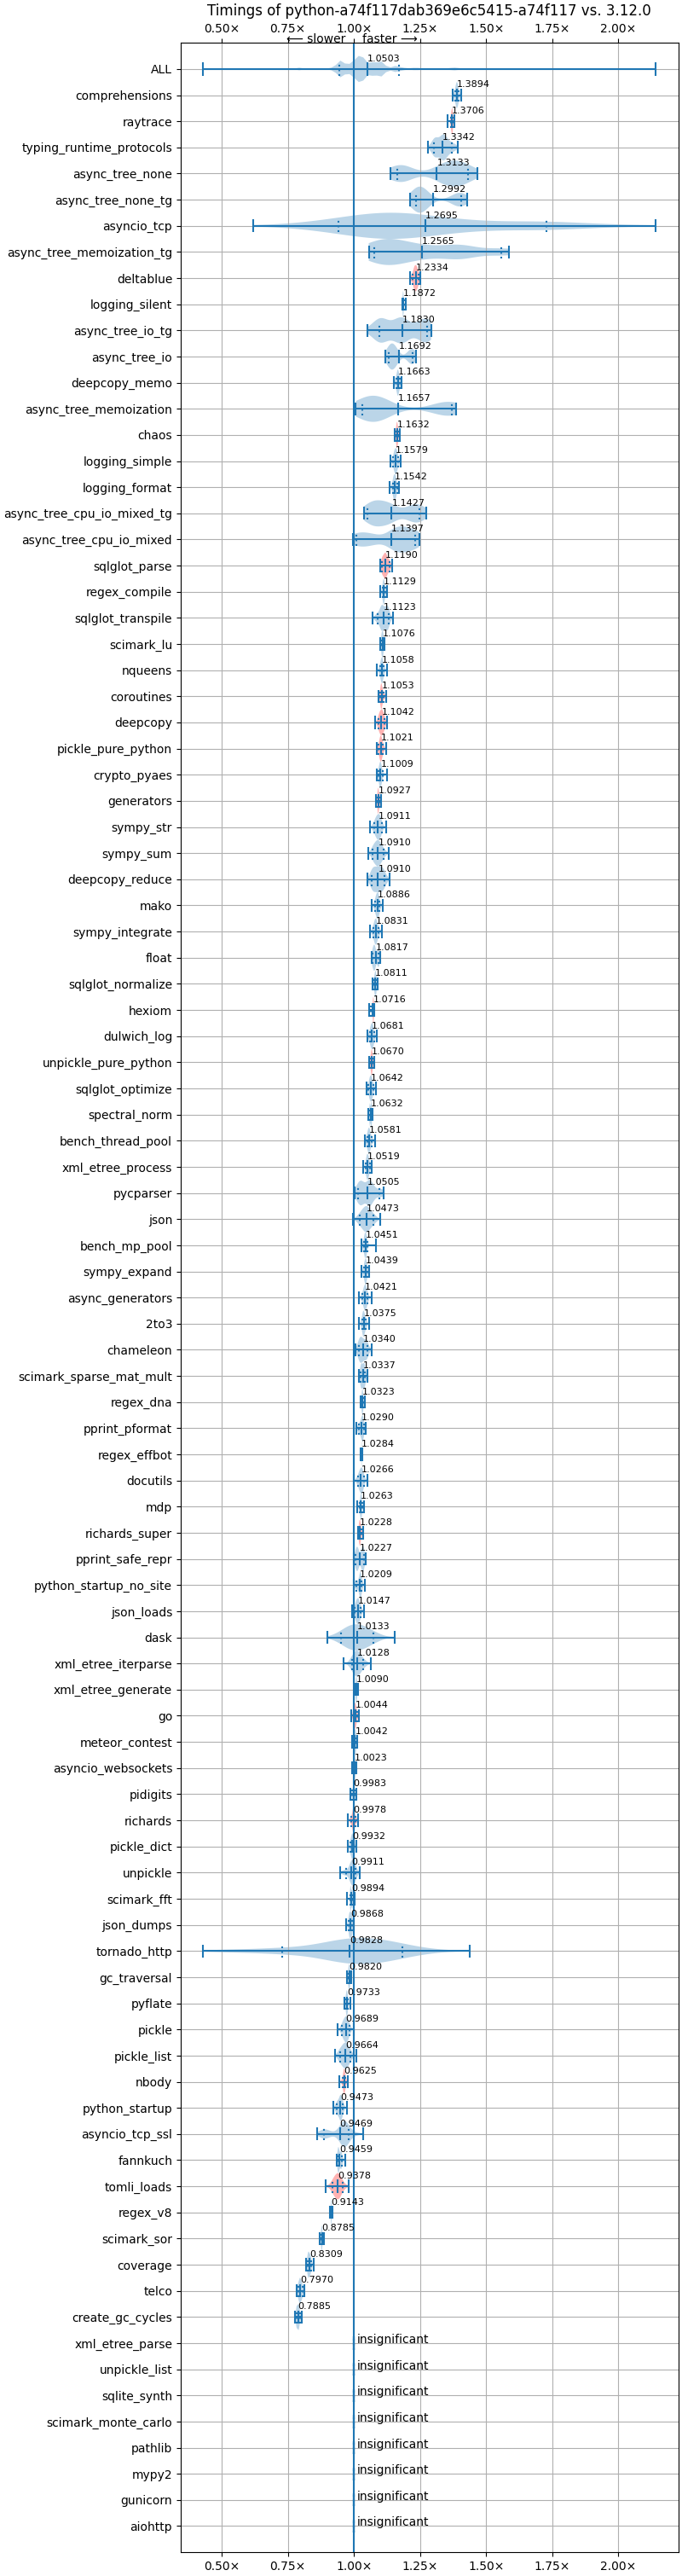 Timings of python-a74f117dab369e6c5415-a74f117 vs. 3.12.0
0.50× 0.75× 1.00× 1.25× 1.50× 1.75× 2.00×
⟵ slower faster ⟶
ALL 1.0503
comprehensions 1.3894
raytrace 1.3706
typing_runtime_protocols 1.3342
async_tree_none 1.3133
async_tree_none_tg 1.2992
asyncio_tcp 1.2695
async_tree_memoization_tg 1.2565
deltablue 1.2334
logging_silent 1.1872
async_tree_io_tg 1.1830
async_tree_io 1.1692
deepcopy_memo 1.1663
async_tree_memoization 1.1657
chaos 1.1632
logging_simple 1.1579
logging_format 1.1542
async_tree_cpu_io_mixed_tg 1.1427
async_tree_cpu_io_mixed 1.1397
sqlglot_parse 1.1190
regex_compile 1.1129
sqlglot_transpile 1.1123
scimark_lu 1.1076
nqueens 1.1058
coroutines 1.1053
deepcopy 1.1042
pickle_pure_python 1.1021
crypto_pyaes 1.1009
generators 1.0927
sympy_str 1.0911
sympy_sum 1.0910
deepcopy_reduce 1.0910
mako 1.0886
sympy_integrate 1.0831
float 1.0817
sqlglot_normalize 1.0811
hexiom 1.0716
dulwich_log 1.0681
unpickle_pure_python 1.0670
sqlglot_optimize 1.0642
spectral_norm 1.0632
bench_thread_pool 1.0581
xml_etree_process 1.0519
pycparser 1.0505
json 1.0473
bench_mp_pool 1.0451
sympy_expand 1.0439
async_generators 1.0421
2to3 1.0375
chameleon 1.0340
scimark_sparse_mat_mult 1.0337
regex_dna 1.0323
pprint_pformat 1.0290
regex_effbot 1.0284
docutils 1.0266
mdp 1.0263
richards_super 1.0228
pprint_safe_repr 1.0227
python_startup_no_site 1.0209
json_loads 1.0147
dask 1.0133
xml_etree_iterparse 1.0128
xml_etree_generate 1.0090
go 1.0044
meteor_contest 1.0042
asyncio_websockets 1.0023
pidigits 0.9983
richards 0.9978
pickle_dict 0.9932
unpickle 0.9911
scimark_fft 0.9894
json_dumps 0.9868
tornado_http 0.9828
gc_traversal 0.9820
pyflate 0.9733
pickle 0.9689
pickle_list 0.9664
nbody 0.9625
python_startup 0.9473
asyncio_tcp_ssl 0.9469
fannkuch 0.9459
tomli_loads 0.9378
regex_v8 0.9143
scimark_sor 0.8785
coverage 0.8309
telco 0.7970
create_gc_cycles 0.7885
xml_etree_parse insignificant
unpickle_list insignificant
sqlite_synth insignificant
scimark_monte_carlo insignificant
pathlib insignificant
mypy2 insignificant
gunicorn insignificant
aiohttp insignificant
0.50× 0.75× 1.00× 1.25× 1.50× 1.75× 2.00×